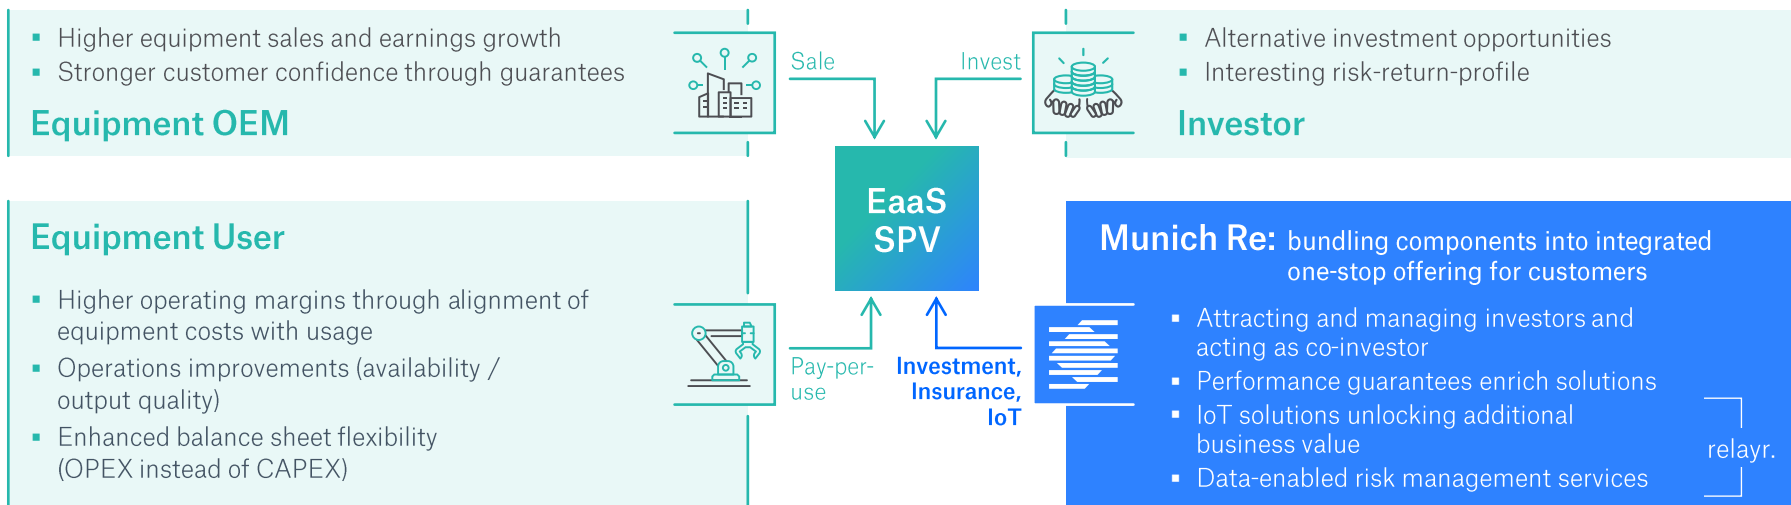 Higher equipment sales and earnings growth
Stronger customer confidence through guarantees
Equipment OEM
Sale
Invest
Alternative investment opportunities
Interesting risk-return-profile
Investor
EaaS
SPV
Equipment User
Higher operating margins through alignment of
equipment costs with usage
Operations improvements (availability /
output quality)
Enhanced balance sheet flexibility
(OPEX instead of CAPEX)
Pay-per-
use
Investment,
Insurance,
IoT
Munich Re: bundling components into integrated
one-stop offering for customers
Attracting and managing investors and
acting as co-investor
Performance guarantees enrich solutions
IoT solutions unlocking additional
business value
Data-enabled risk management services
relayr.